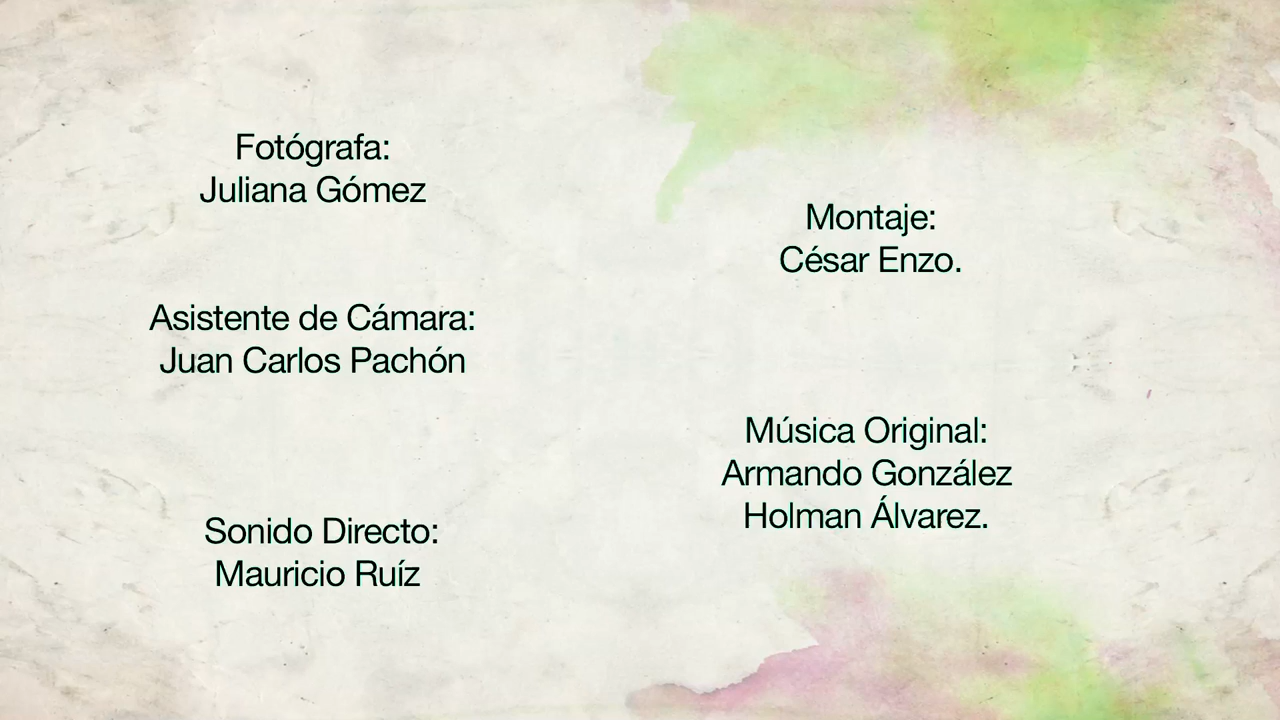 Fotógrafa:
Juliana Gómez
Asistente de Cámara:
Juan Carlos Pachón
Sonido Directo:
Mauricio Ruíz
Montaje:
César Enzo.
Música Original:
Armando González
Holman Álvarez.